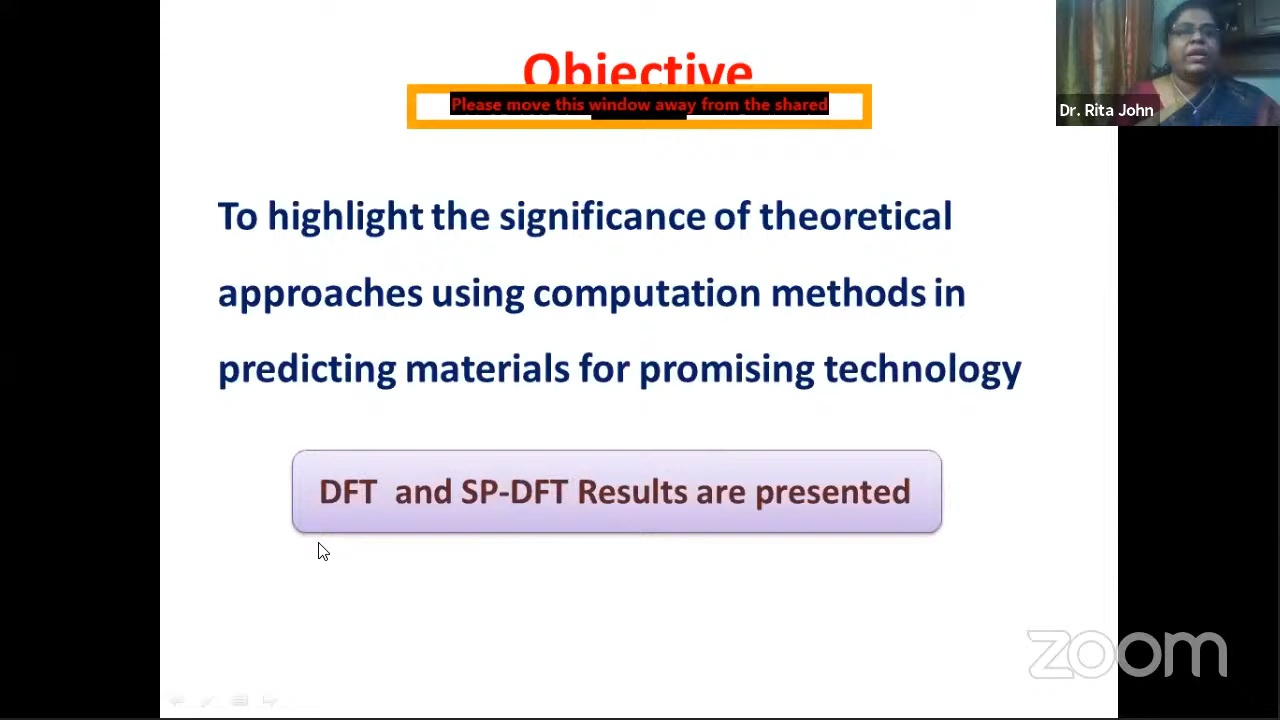 Objective
Please move this window away from the shared
Dr. Rita John
To highlight the significance of theoretical
approaches using computation methods in
predicting materials for promising technology
DFT and SP-DFT Results are presented
zoom